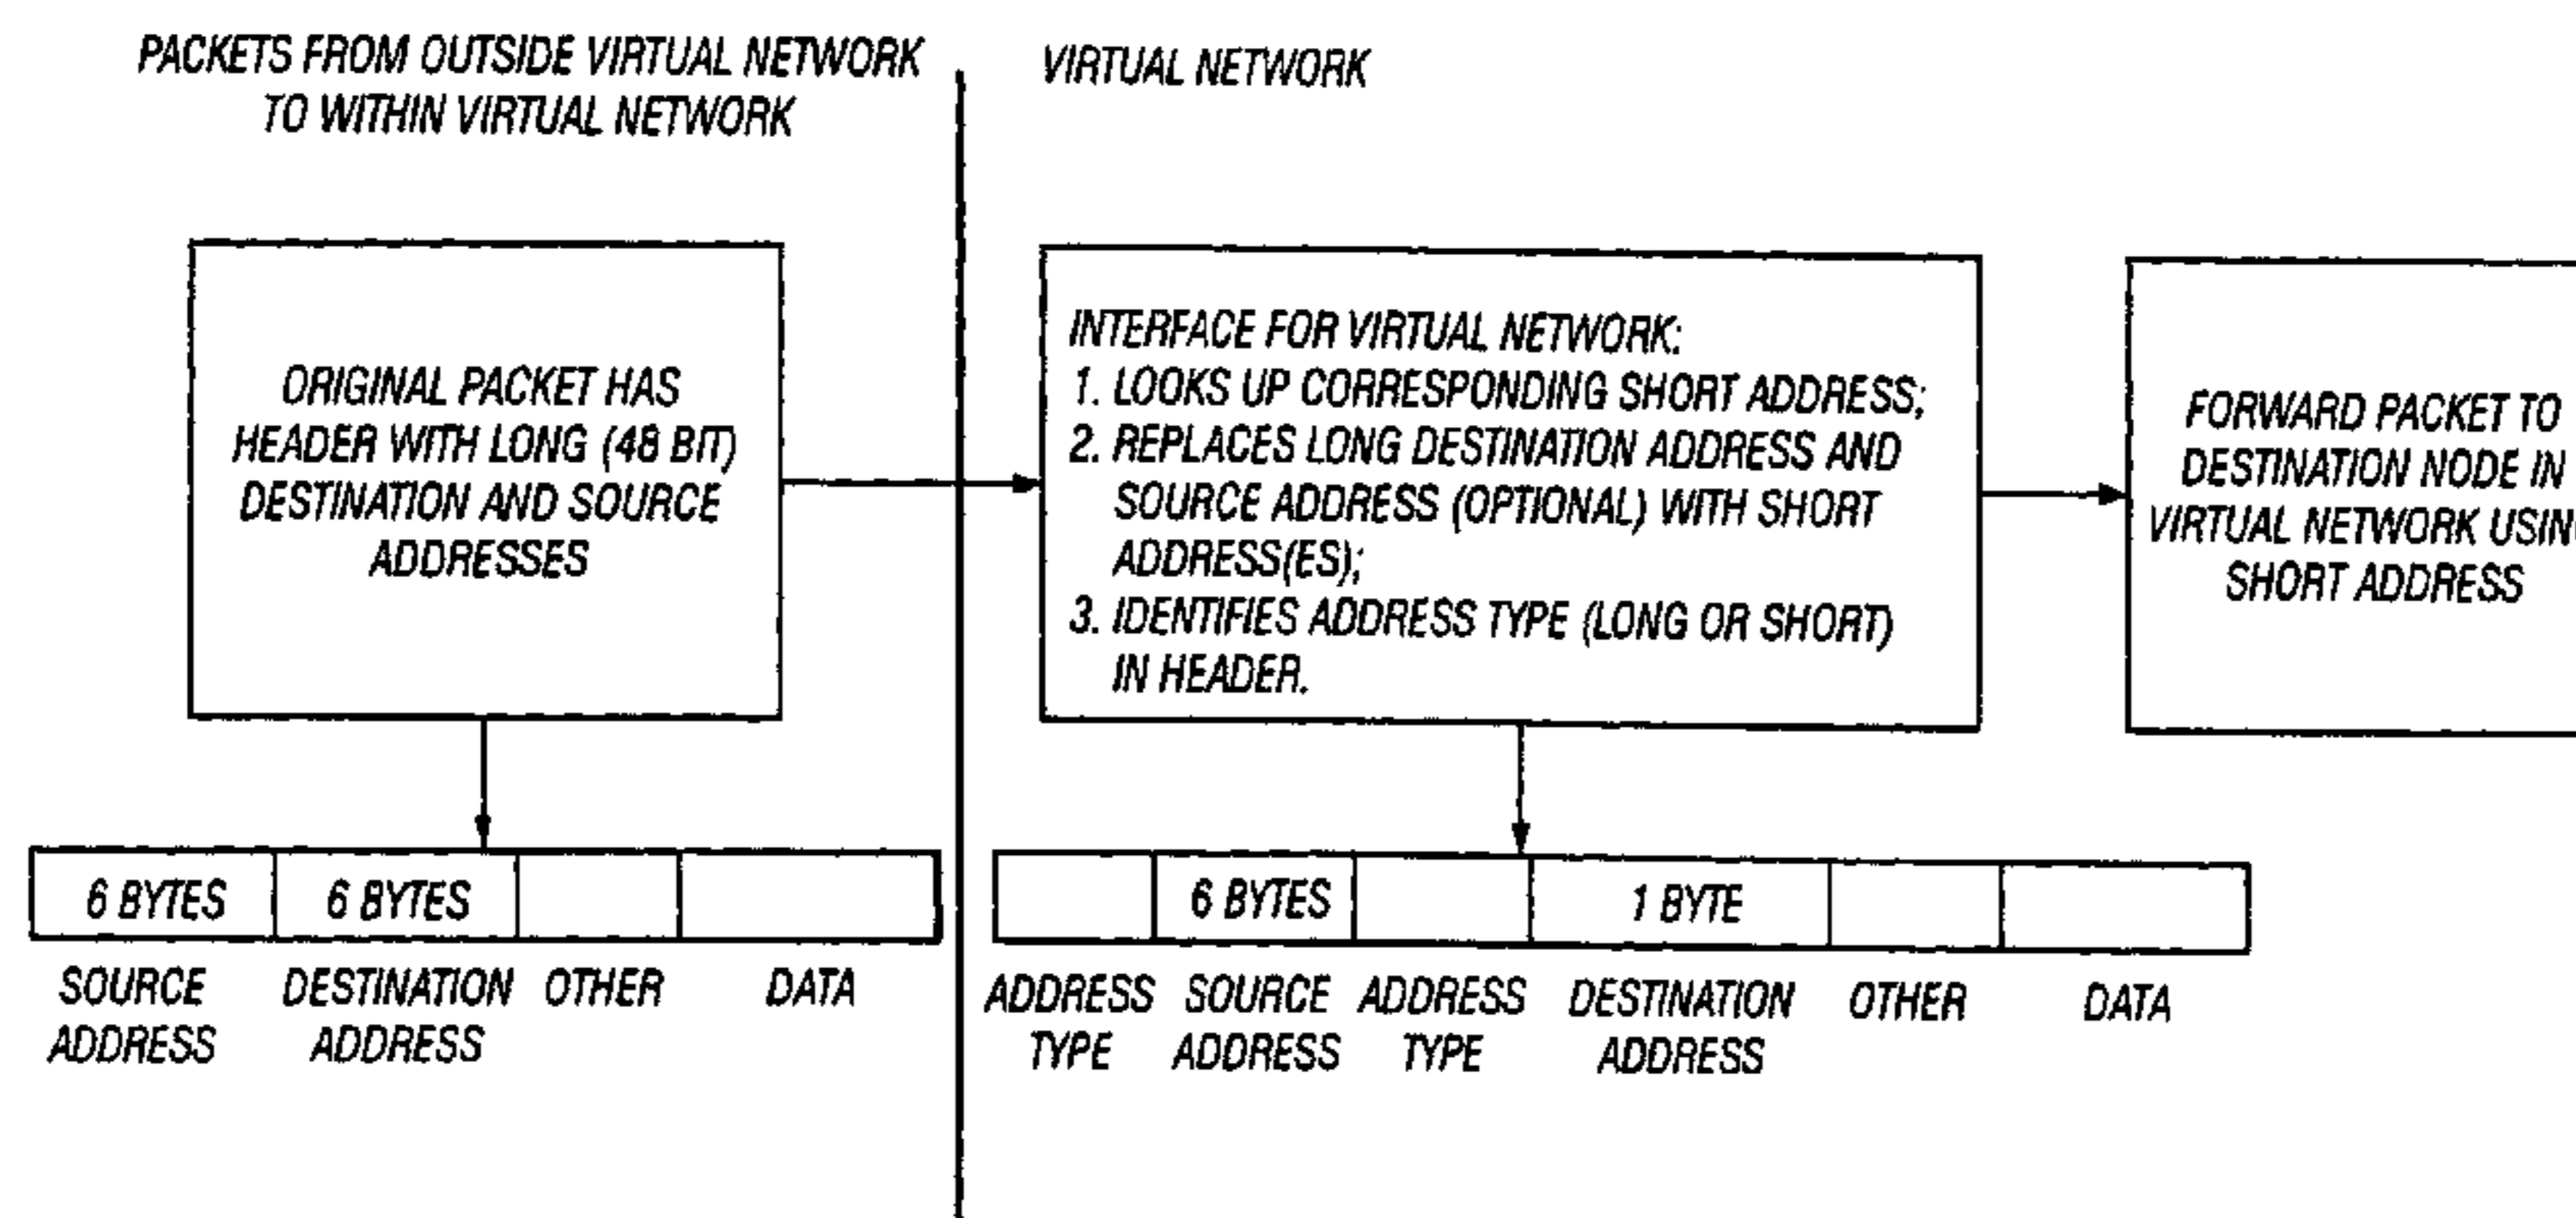 PACKETS FROM OUTSIDE VIRTUAL NETWORK
TO WITHIN VIRTUAL NETWORK
VIRTUAL NETWORK
ORIGINAL PACKET HAS
HEADER WITH LONG (48 BIT)
DESTINATION AND SOURCE
ADDRESSES
INTERFACE FOR VIRTUAL NETWORK:
1. LOOKS UP CORRESPONDING SHORT ADDRESS;
2. REPLACES LONG DESTINATION ADDRESS AND
SOURCE ADDRESS (OPTIONAL) WITH SHORT
ADDRESS(ES);
3. IDENTIFIES ADDRESS TYPE (LONG OR SHORT)
IN HEADER.
FORWARD PACKET TO
DESTINATION NODE IN
VIRTUAL NETWORK
SHORT ADDRESS
6 BYTES 6 BYTES
SOURCE DESTINATION OTHER DATA
ADDRESS ADDRESS
6 BYTES 1 BYTE
ADDRESS SOURCE ADDRESS DESTINATION OTHER DATA
TYPE ADDRESS TYPE ADDRESS